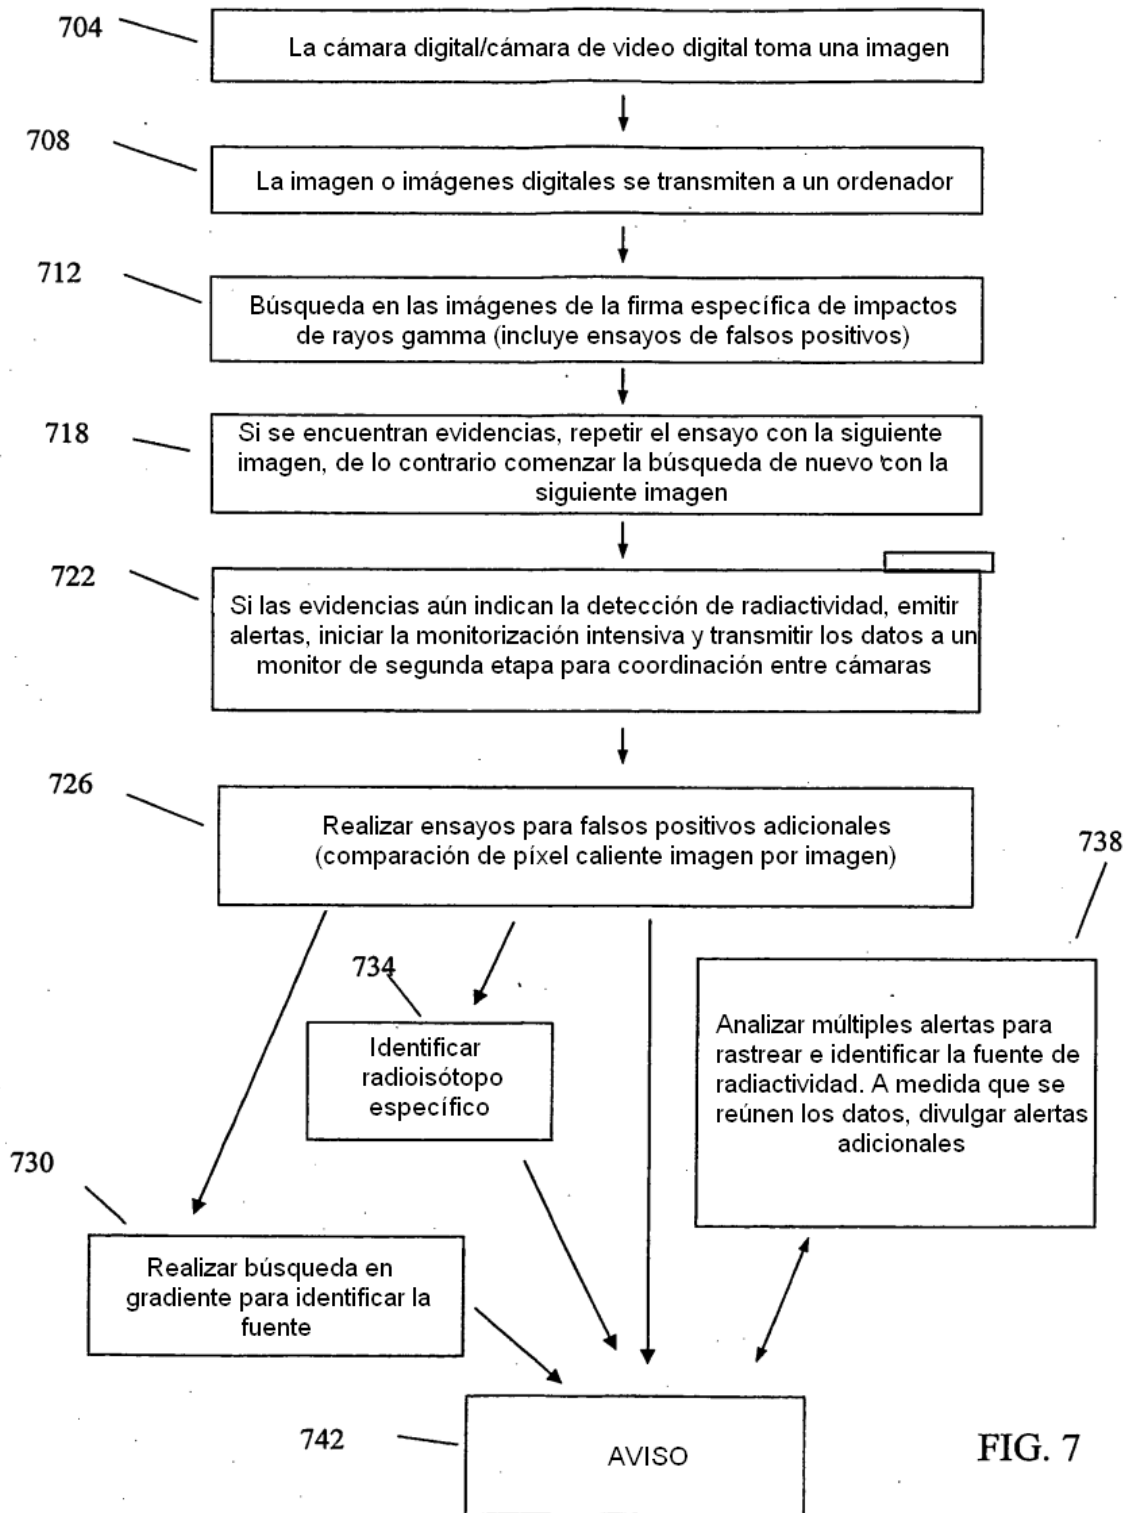 704
La cámara digital/cámara de video digital toma una imagen
708
La imagen o imágenes digitales se transmiten a un ordenador
712
Búsqueda en las imágenes de la firma específica de impactos
de rayos gamma (incluye ensayos de falsos positivos)
718
Si se encuentran evidencias, repetir el ensayo con la siguiente
imagen, de lo contrario comenzar la búsqueda de nuevo con la
siguiente imagen
722
Si las evidencias aún indican la detección de radiactividad, emitir
alertas, iniciar la monitorización intensiva y transmitir los datos a un
monitor de segunda etapa para coordinación entre cámaras
726
Realizar ensayos para falsos positivos adicionales
(comparación de píxel caliente imagen por imagen)
738
734
Identificar
radioisótopo
específico
Analizar múltiples alertas para
rastrear e identificar la fuente de
radiactividad. A medida que se
reúnen los datos, divulgar alertas
adicionales
730
Realizar búsqueda en
gradiente para identificar la
fuente
742
AVISO
FIG. 7